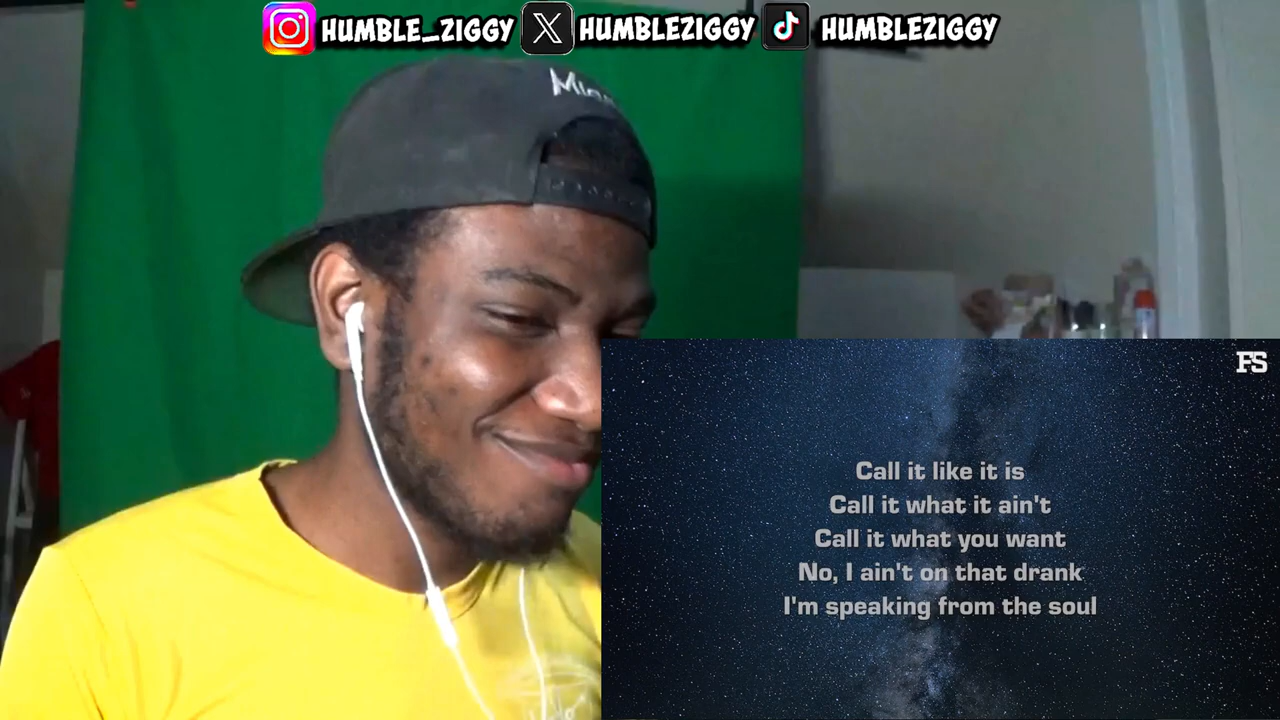 HUMBLE_ZIGGY HUMBLEZIGGY HUMBLEZIGGY
FS
Call it like it is
Call it what it ain't
Call it what you want
No, I ain't on that drank
I'm speaking from the soul